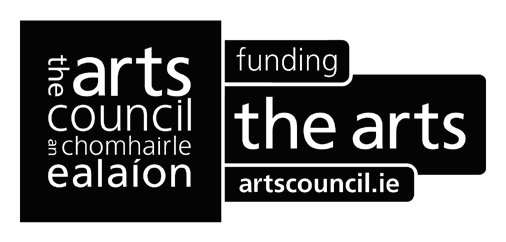 the arts
council
an chomhairle
ealaíon
funding
the arts
artscouncil.ie